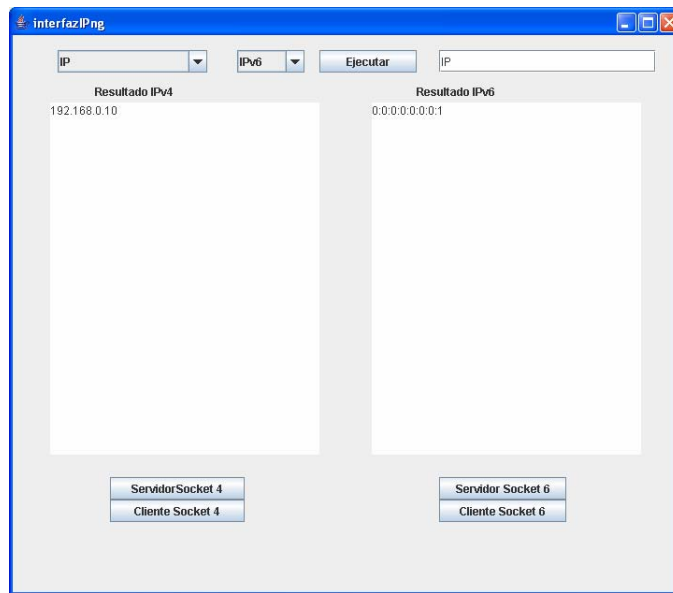 interfazIPng
IP IPv6 Ejecutar IP
Resultado IPv4 Resultado IPv6
192.168.0.10 0:0:0:0:0:0:0:1
ServidorSocket 4 Servidor Socket 6
Cliente Socket 4 Cliente Socket 6